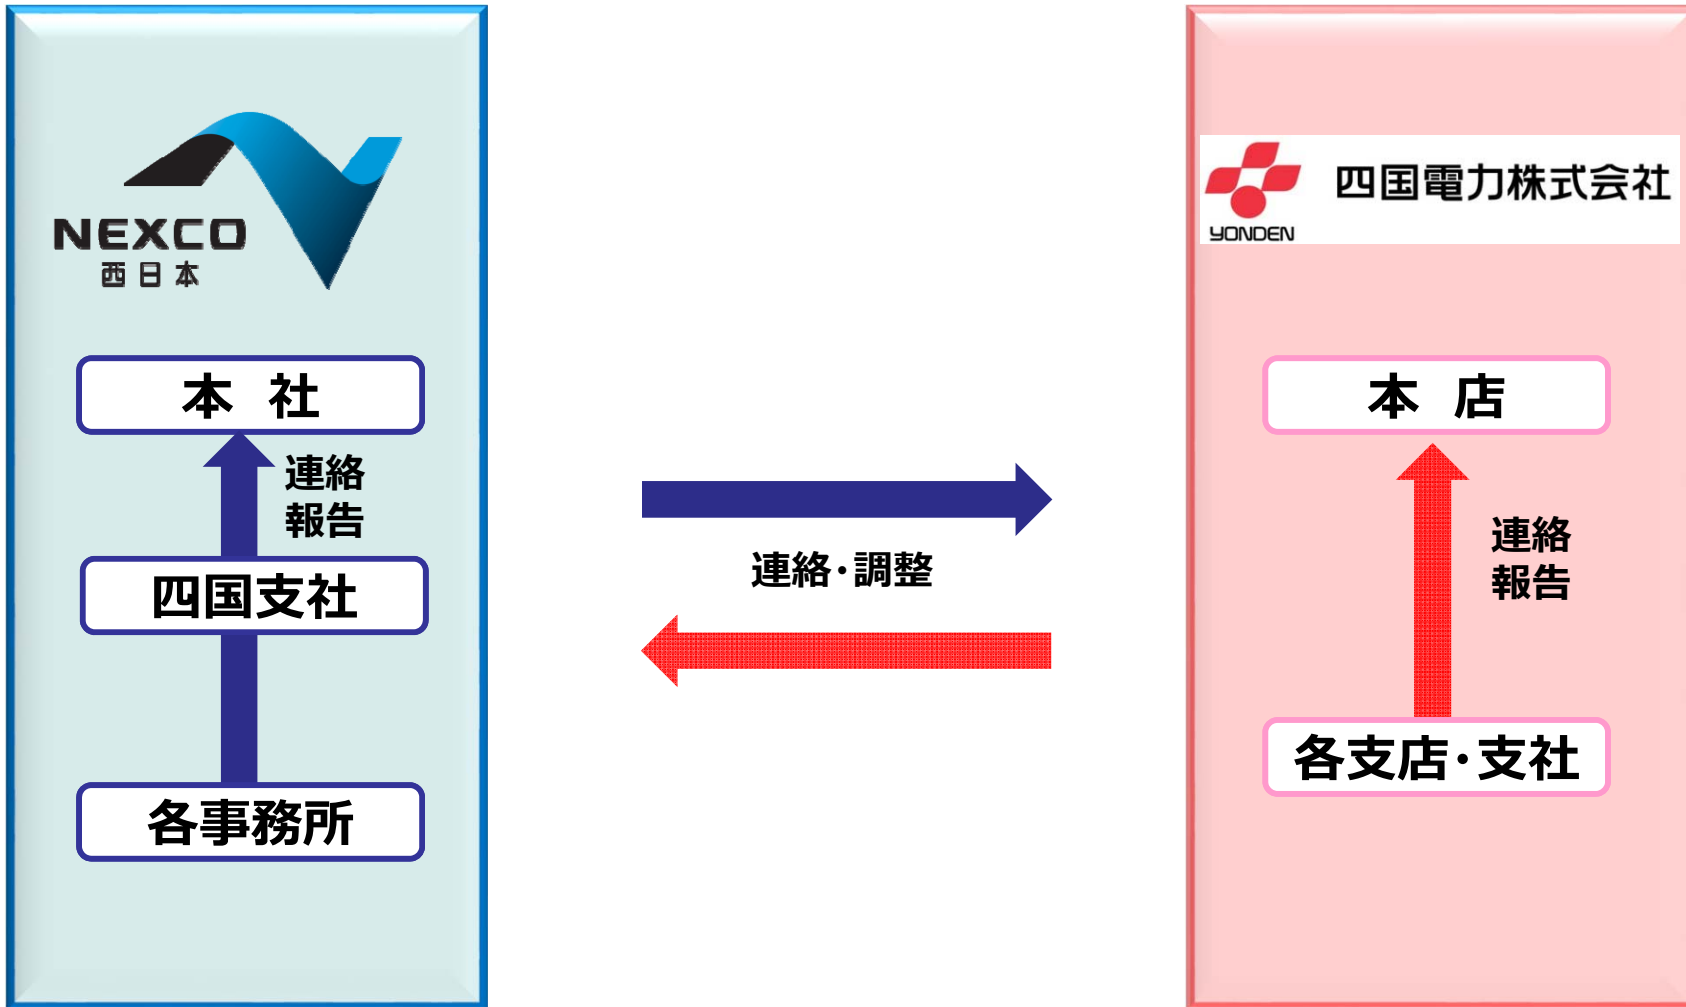 NEXCO
西日本
本 社
連絡
報告
四国支社
各事務所
連絡・調整
YONDEN
四国電力株式会社
本 店
連絡
報告
各支店・支社